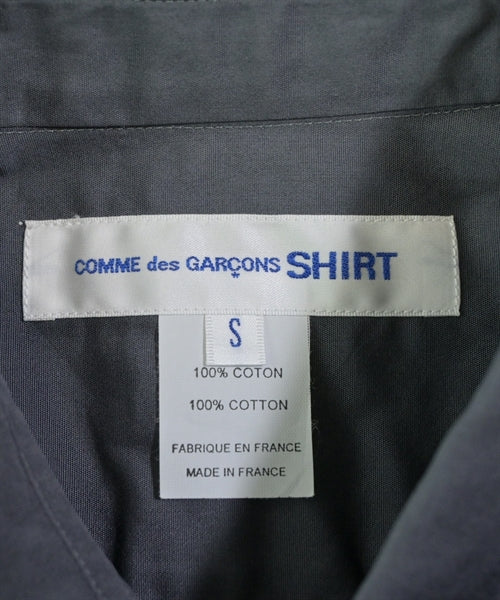 COMME des GARÇONS SHIRT
S
100% COTON
100% COTTON
FABRIQUE EN FRANCE
MADE IN FRANCE